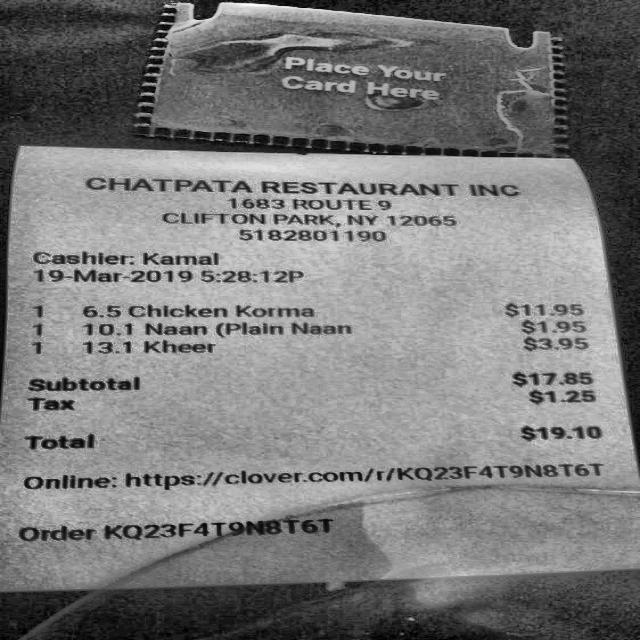 Place Your
Card Here
CHATPATA RESTAURANT INC
1683 ROUTE 9
CLIFTON PARK, NY 12065
5182801190
Cashier: Kamal
19-Mar-2019 5:28:12P
1 6.5 Chicken Korma $11.95
1 10.1 Naan (Plain Naan $1.95
1 13.1 Kheer $3.95
Subtotal $17.85
Tax $1.25
Total $19.10
Online: https://clover.com/r/KQ23F4T9N8T6T
Order KQ23F4T9N8T6T